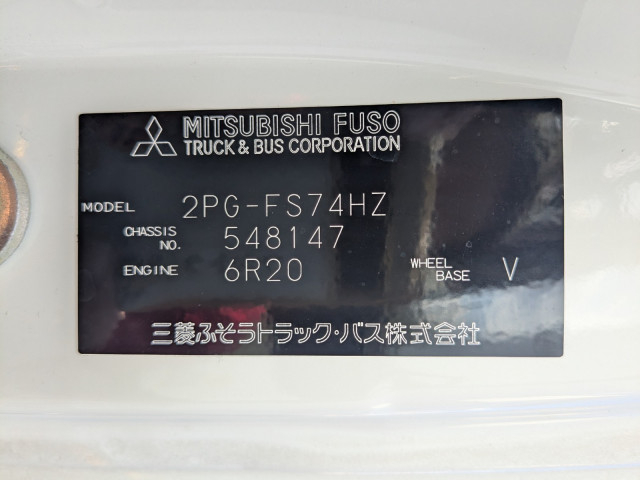 MITSUBISHI FUSO
TRUCK & BUS CORPORATION
MODEL 2PG-FS74HZ
CHASSIS NO. 548147
ENGINE 6R20 WHEEL BASE V
三菱ふそうトラック・バス株式会社